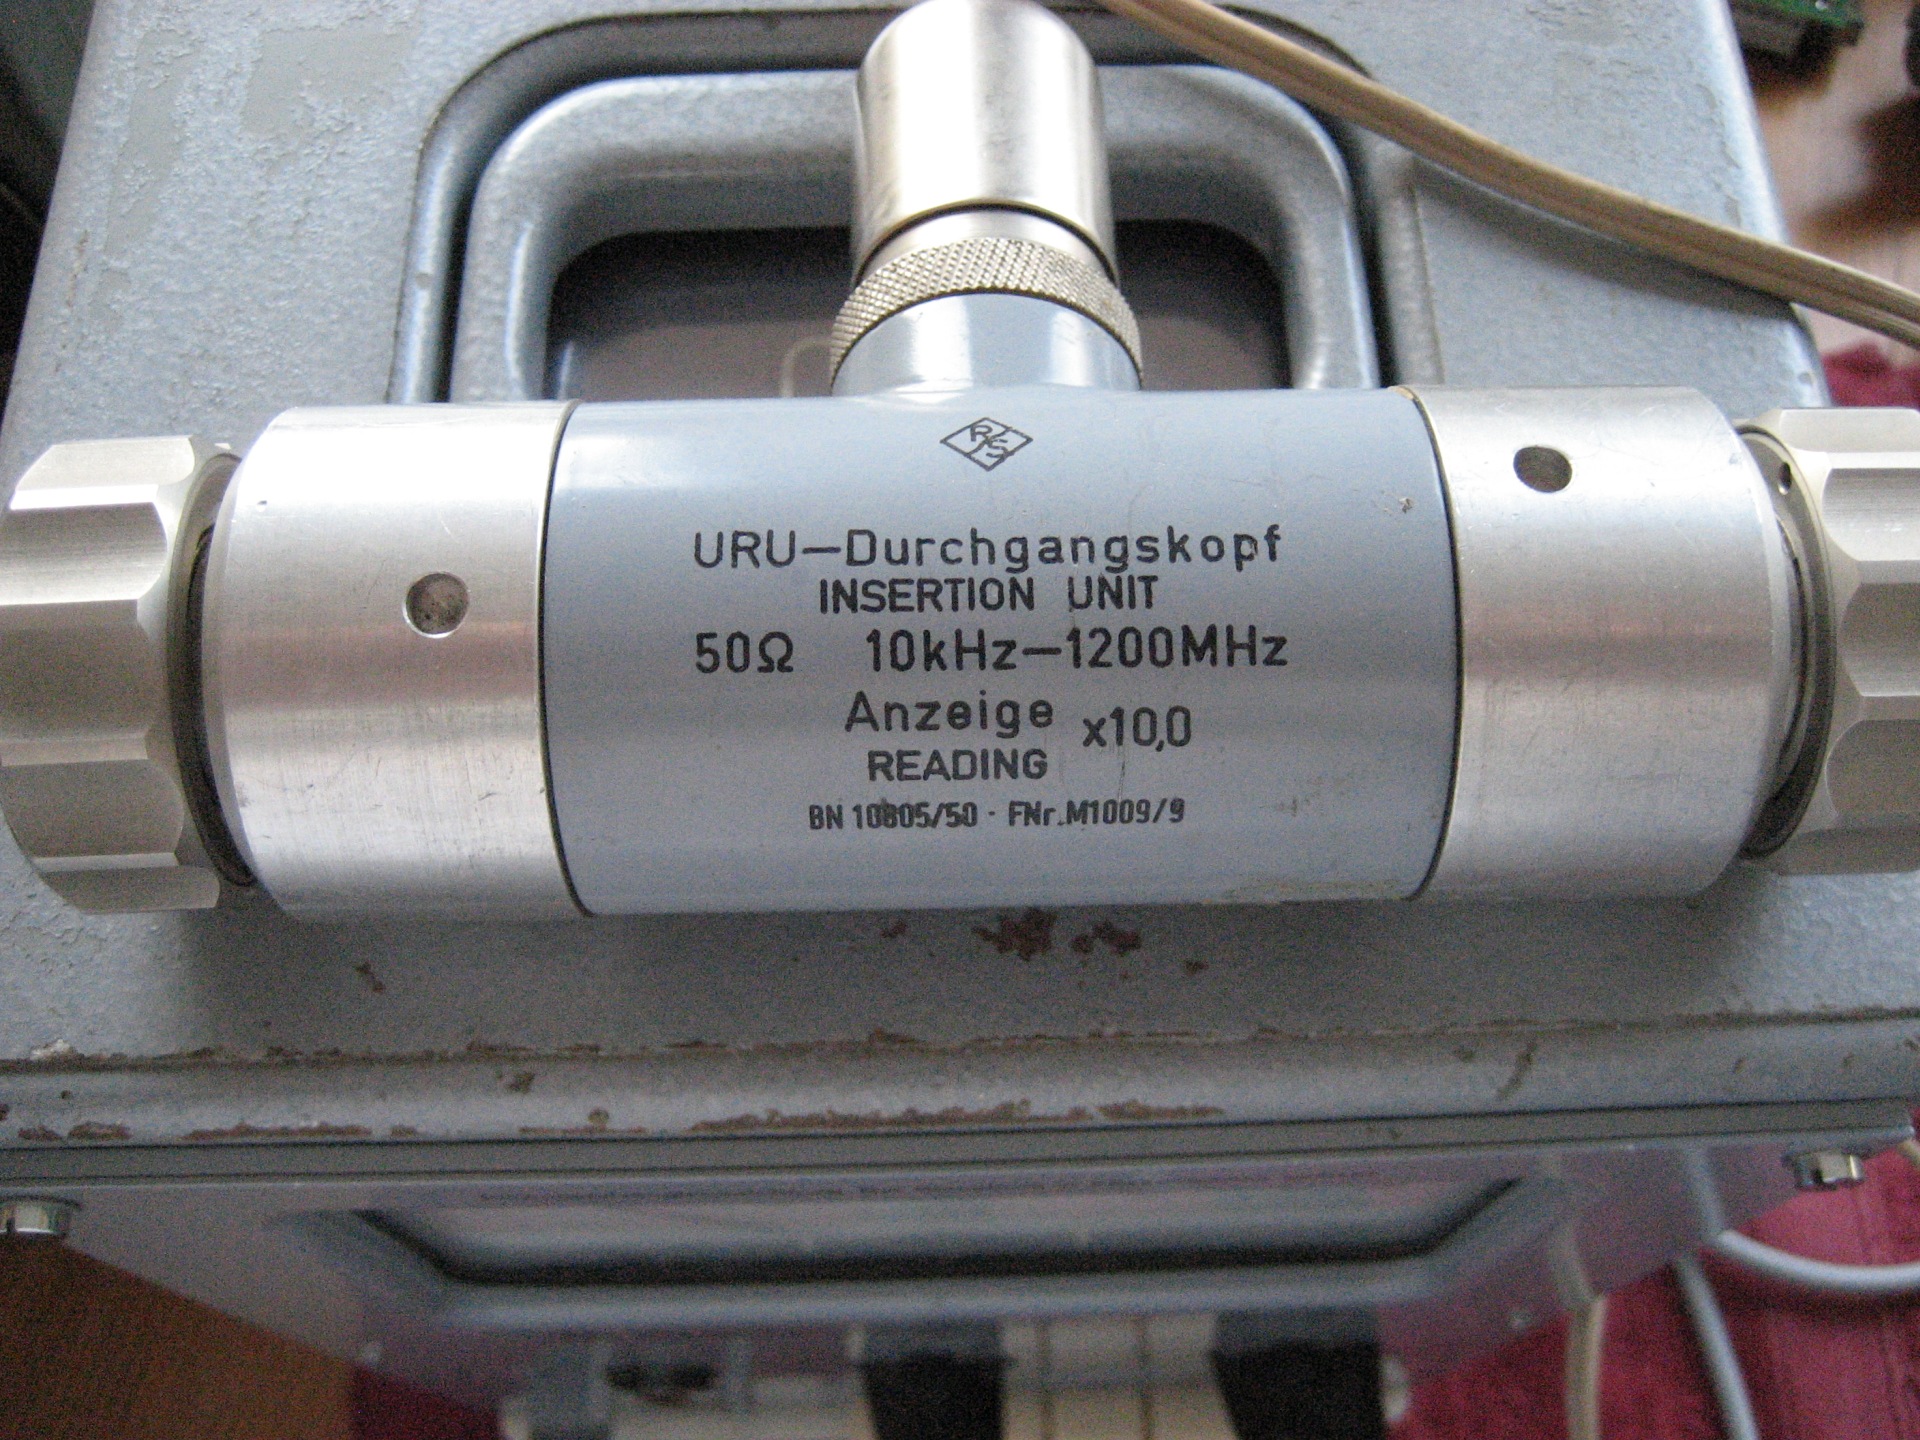 R/S
URU–Durchgangskopf
INSERTION UNIT
50Ω 10kHz–1200MHz
Anzeige x10,0
READING
BN 10805/50 · FNr. M1009/9